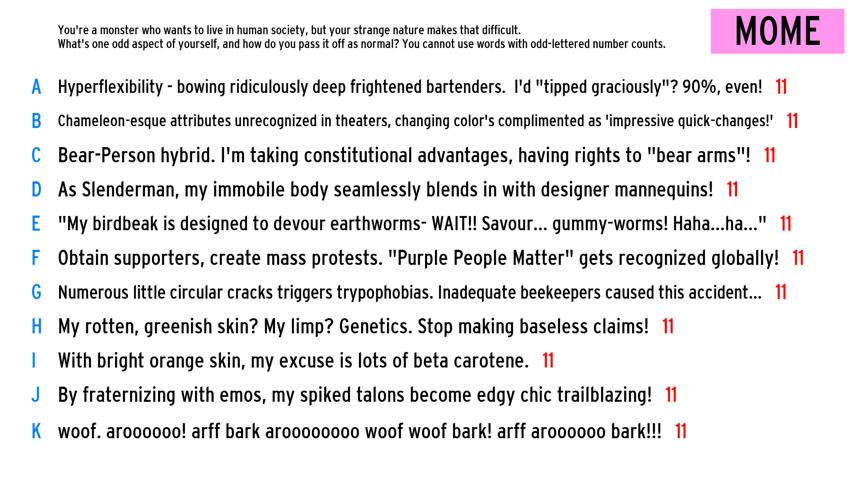 You're a monster who wants to live in human society, but your strange nature makes that difficult.
What's one odd aspect of yourself, and how do you pass it off as normal? You cannot use words with odd-lettered number counts.
MOME
A Hyperflexibility - bowing ridiculously deep frightened bartenders. I'd "tipped graciously"? 90%, even! 11
B Chameleon-esque attributes unrecognized in theaters, changing color's complimented as 'impressive quick-changes!' 11
C Bear-Person hybrid. I'm taking constitutional advantages, having rights to "bear arms"! 11
D As Slenderman, my immobile body seamlessly blends in with designer mannequins! 11
E "My birdbeak is designed to devour earthworms- WAIT!! Savour... gummy-worms! Haha...ha..." 11
F Obtain supporters, create mass protests. "Purple People Matter" gets recognized globally! 11
G Numerous little circular cracks triggers trypophobias. Inadequate beekeepers caused this accident... 11
H My rotten, greenish skin? My limp? Genetics. Stop making baseless claims! 11
I With bright orange skin, my excuse is lots of beta carotene. 11
J By fraternizing with emos, my spiked talons become edgy chic trailblazing! 11
K woof. aroooooo! arff bark aroooooooo woof woof bark! arff aroooooo bark!!! 11